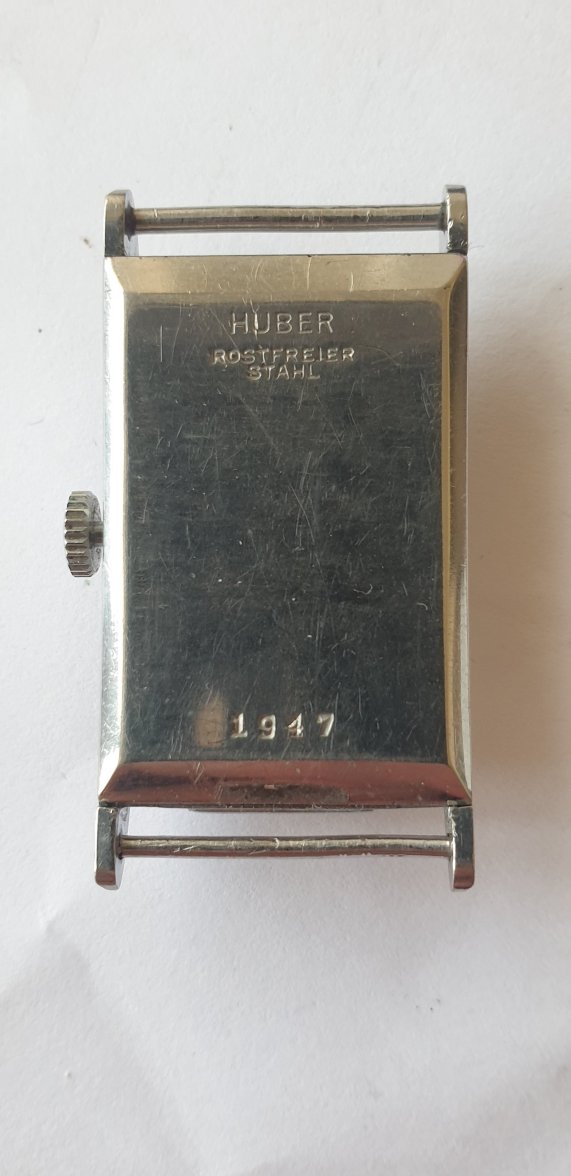 HUBER
ROSTFREIER
STAHL
1947